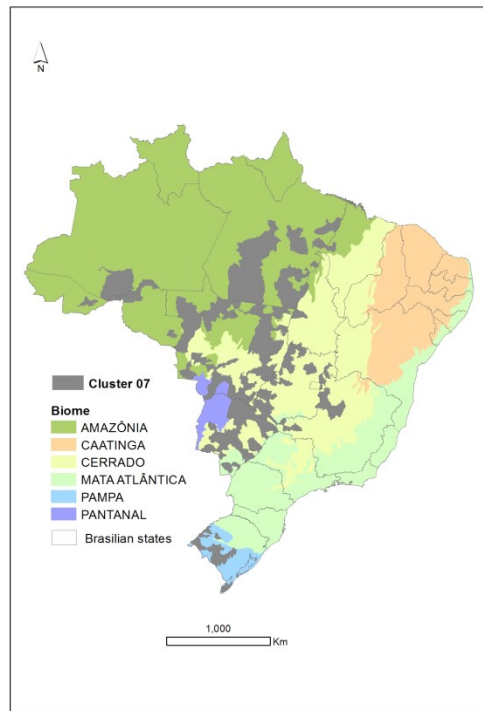 N
Cluster 07
Biome
AMAZÔNIA
CAATINGA
CERRADO
MATA ATLÂNTICA
PAMPA
PANTANAL
Brasilian states
1,000
Km